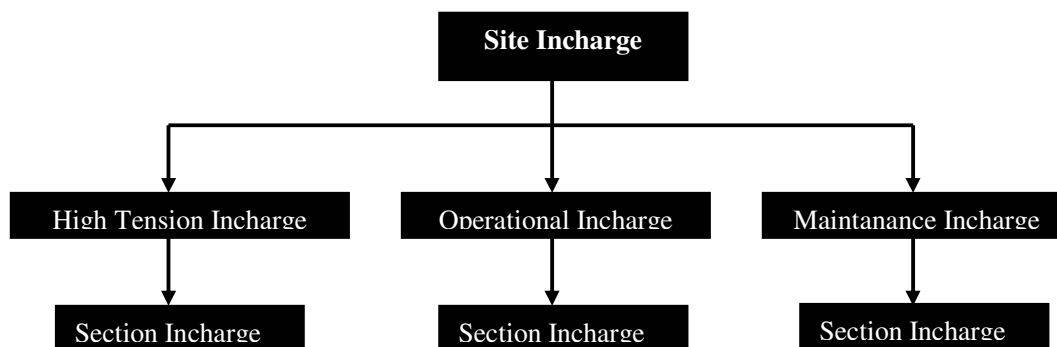 Site Incharge
High Tension Incharge
Operational Incharge
Maintanance Incharge
Section Incharge
Section Incharge
Section Incharge